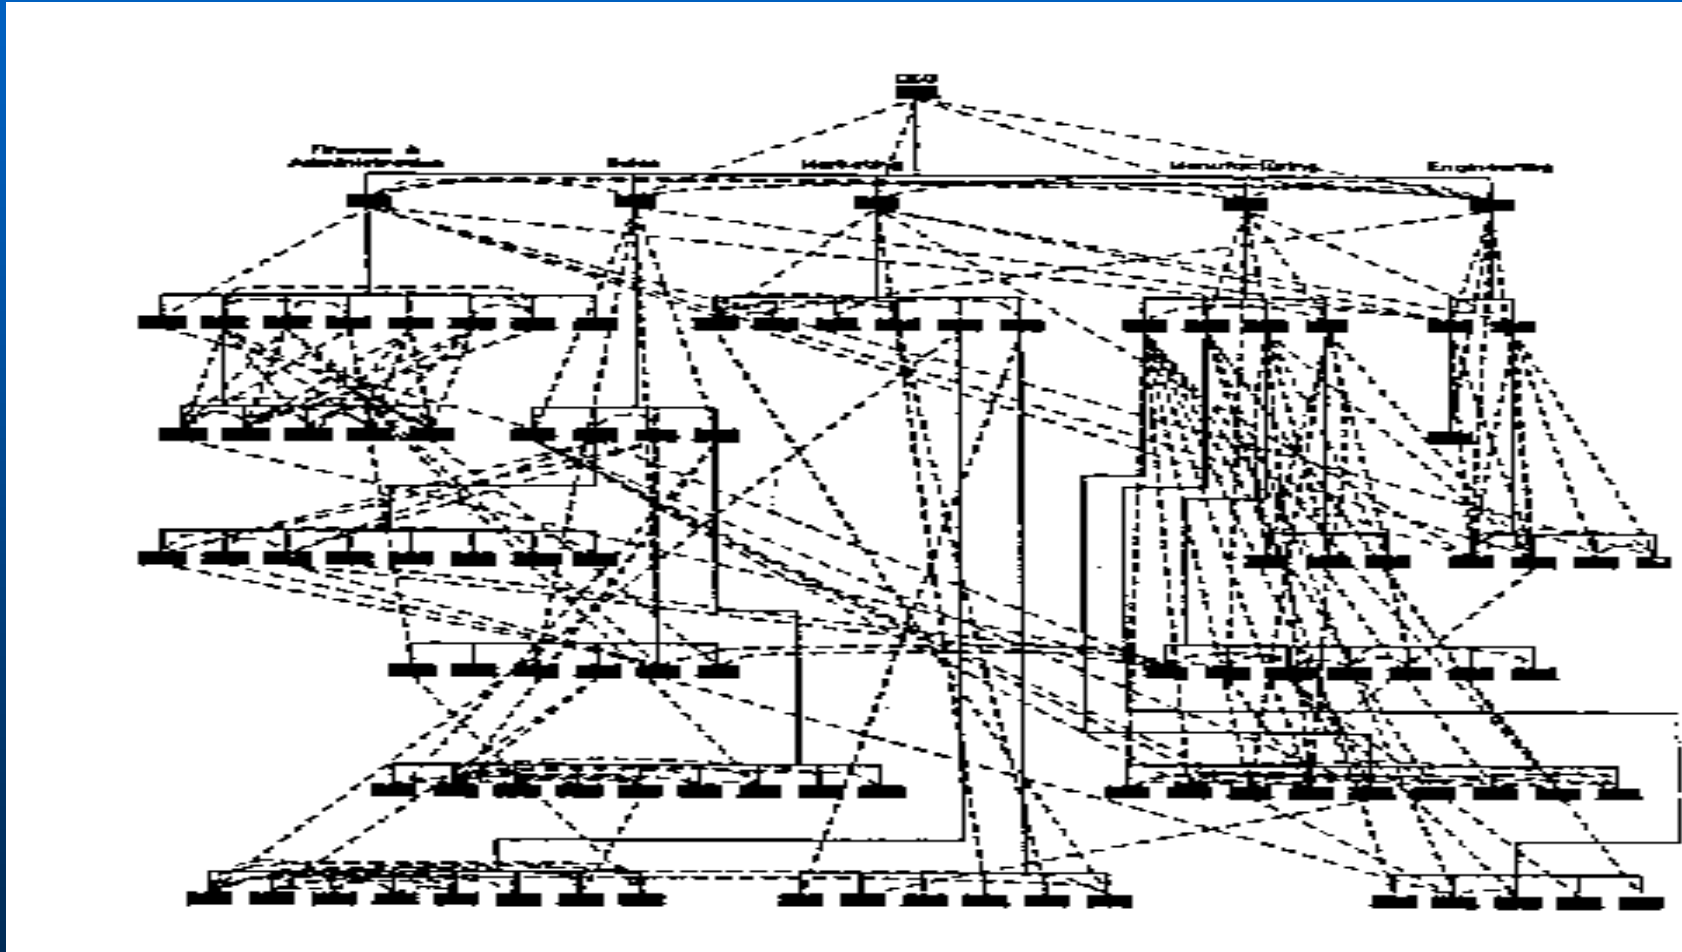 CEO
Finance &
Administration
Sales
Marketing
Manufacturing
Engineering